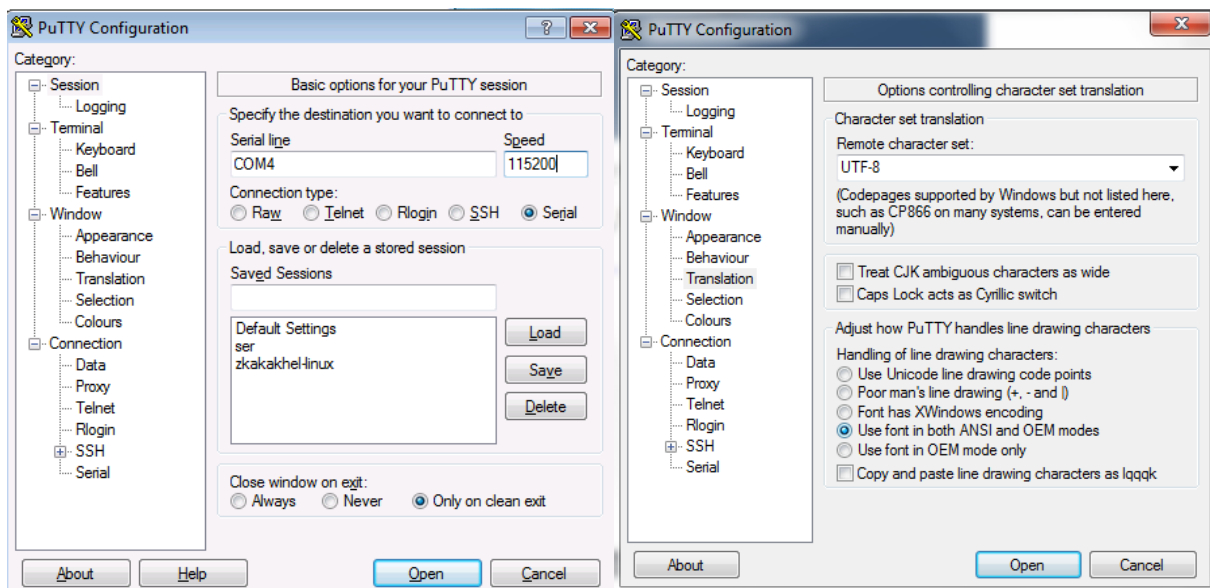 PuTTY Configuration
Category:
Session
Logging
Terminal
Keyboard
Bell
Features
Window
Appearance
Behaviour
Translation
Selection
Colours
Connection
Data
Proxy
Telnet
Rlogin
SSH
Serial
Basic options for your PuTTY session
Specify the destination you want to connect to
Serial line Speed
COM4 115200
Connection type:
Raw Telnet Rlogin SSH Serial
Load, save or delete a stored session
Saved Sessions
Default Settings
ser
zkakakhel-linux
Load
Save
Delete
Close window on exit:
Always Never Only on clean exit
About Help Open Cancel
PuTTY Configuration
Category:
Session
Logging
Terminal
Keyboard
Bell
Features
Window
Appearance
Behaviour
Translation
Selection
Colours
Connection
Data
Proxy
Telnet
Rlogin
SSH
Serial
Options controlling character set translation
Character set translation
Remote character set:
UTF-8
(Codepages supported by Windows but not listed here,
such as CP866 on many systems, can be entered
manually)
Treat CJK ambiguous characters as wide
Caps Lock acts as Cyrillic switch
Adjust how PuTTY handles line drawing characters
Handling of line drawing characters:
Use Unicode line drawing code points
Poor man's line drawing (+, - and |)
Font has XWindows encoding
Use font in both ANSI and OEM modes
Use font in OEM mode only
Copy and paste line drawing characters as lqqqk
About Open Cancel